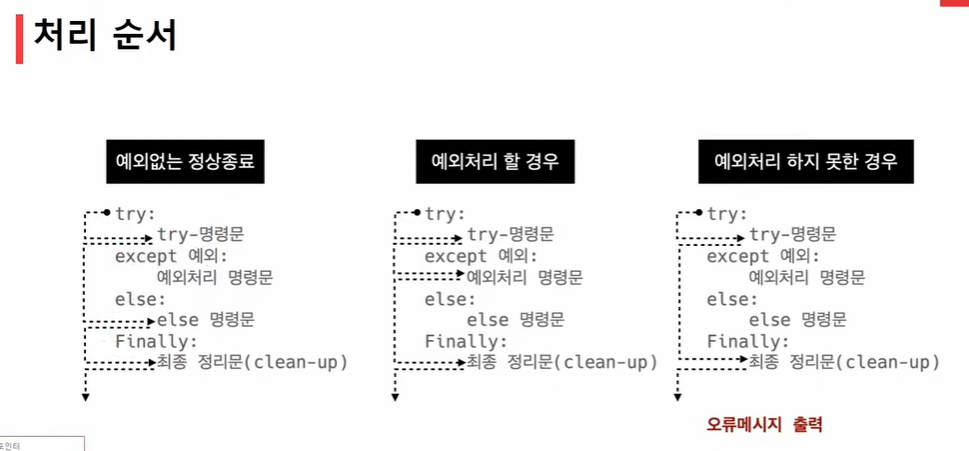 처리 순서
예외없는 정상종료
try:
try-명령문
except 예외:
예외처리 명령문
else:
else 명령문
Finally:
최종 정리문(clean-up)
예외처리 할 경우
try:
try-명령문
except 예외:
예외처리 명령문
else:
else 명령문
Finally:
최종 정리문(clean-up)
예외처리 하지 못한 경우
try:
try-명령문
except 예외:
예외처리 명령문
else:
else 명령문
Finally:
최종 정리문(clean-up)
오류메시지 출력
포인터